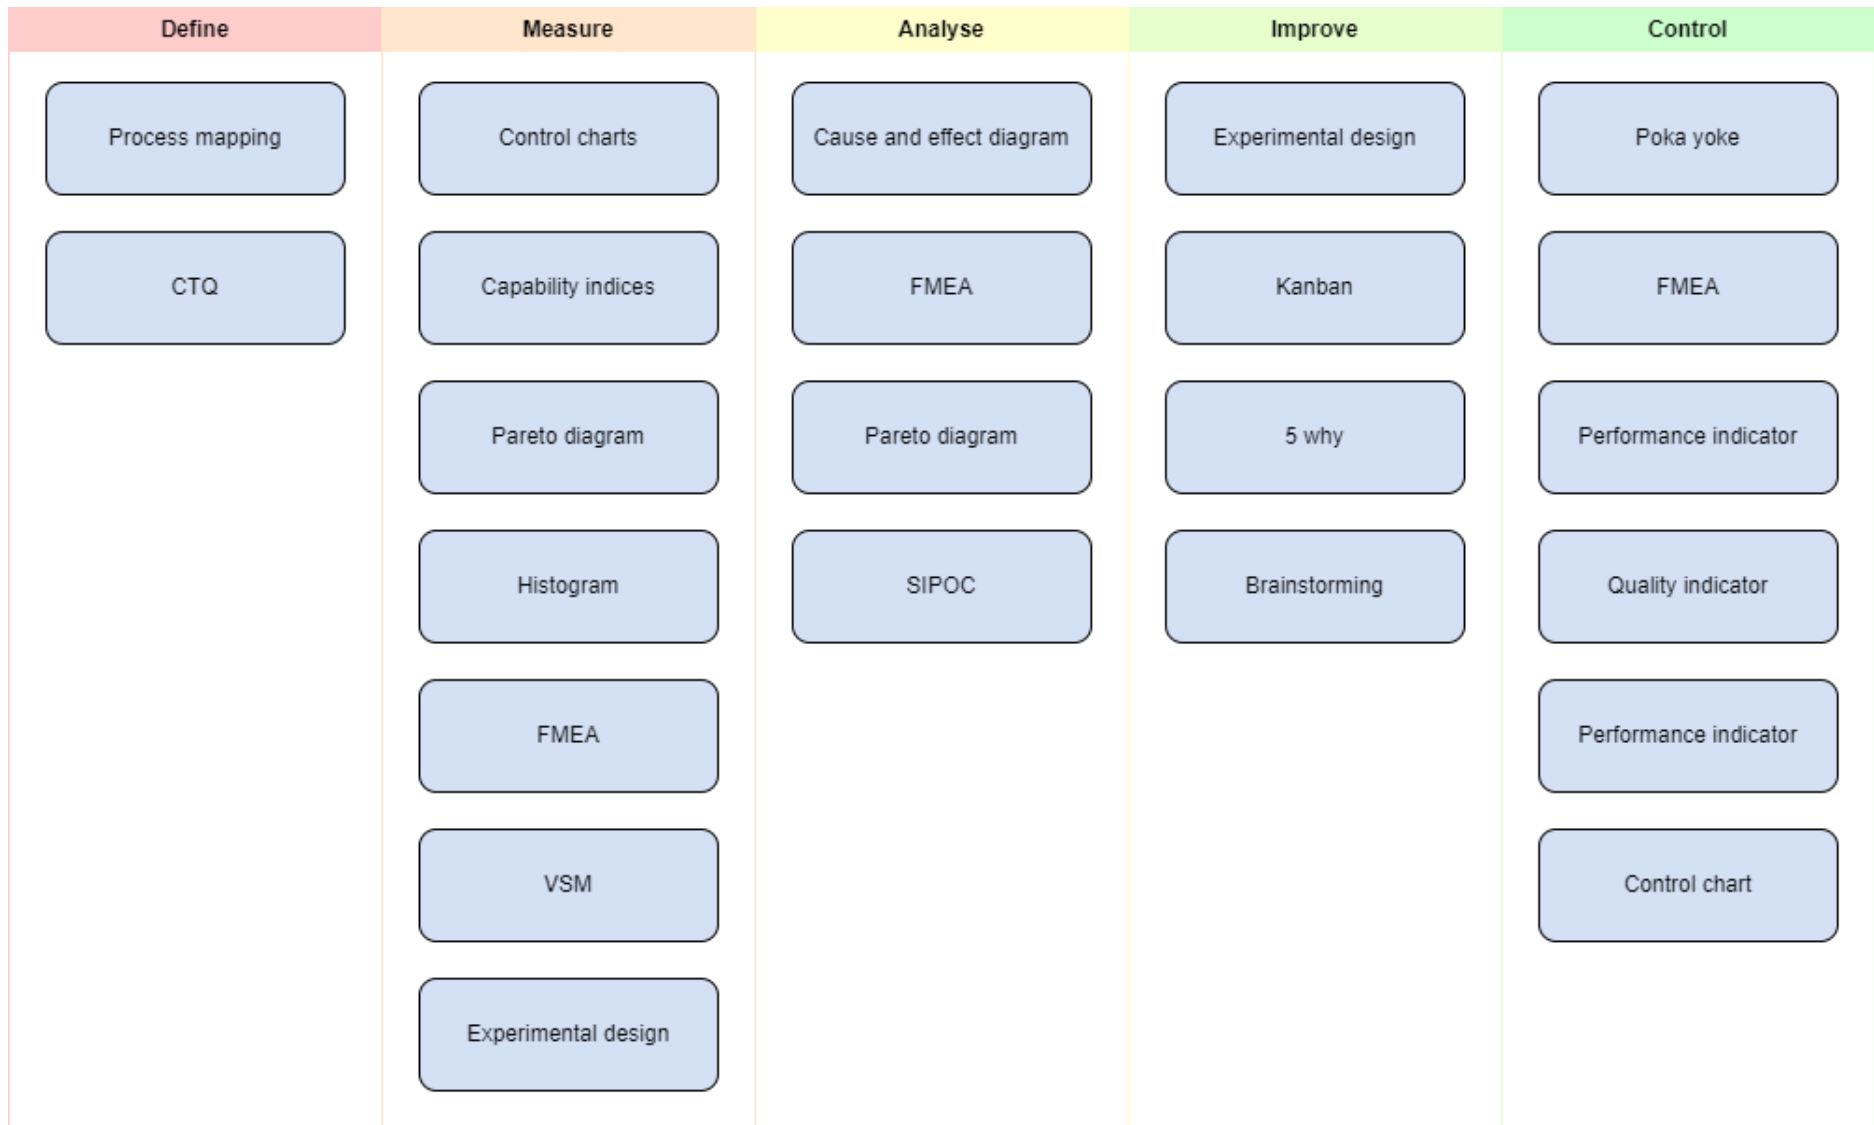 Define
Measure
Analyse
Improve
Control
Process mapping
Control charts
Cause and effect diagram
Experimental design
Poka yoke
CTQ
Capability indices
FMEA
Kanban
FMEA
Pareto diagram
Pareto diagram
5 why
Performance indicator
Histogram
SIPOC
Brainstorming
Quality indicator
FMEA
Performance indicator
VSM
Control chart
Experimental design